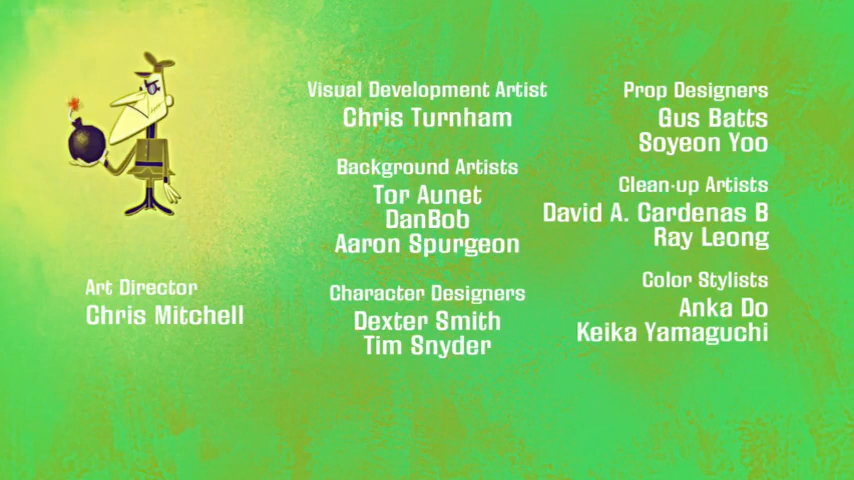 Art Director
Chris Mitchell
Visual Development Artist
Chris Turnham
Background Artists
Tor Aunet
DanBob
Aaron Spurgeon
Character Designers
Dexter Smith
Tim Snyder
Prop Designers
Gus Batts
Soyeon Yoo
Clean-up Artists
David A. Cardenas B
Ray Leong
Color Stylists
Anka Do
Keika Yamaguchi